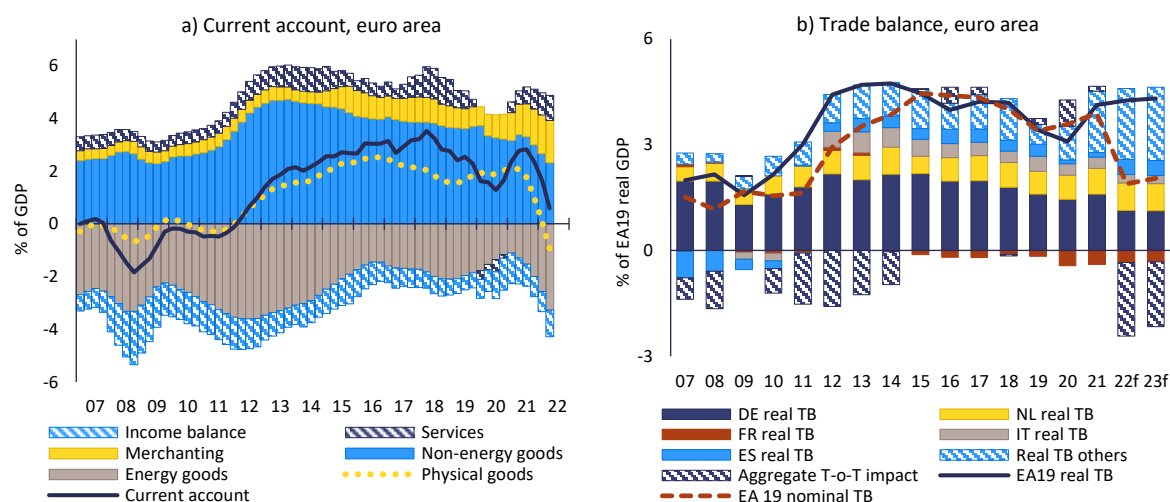 a) Current account, euro area
% of GDP
6
4
2
0
-2
-4
-6
07 08 09 10 11 12 13 14 15 16 17 18 19 20 21 22
Income balance
Services
Merchanting
Non-energy goods
Energy goods
Physical goods
Current account
b) Trade balance, euro area
% of EA19 real GDP
6
3
0
-3
07 08 09 10 11 12 13 14 15 16 17 18 19 20 21 22f 23f
DE real TB
NL real TB
FR real TB
IT real TB
ES real TB
Real TB others
Aggregate T-o-T impact
EA19 real TB
EA 19 nominal TB